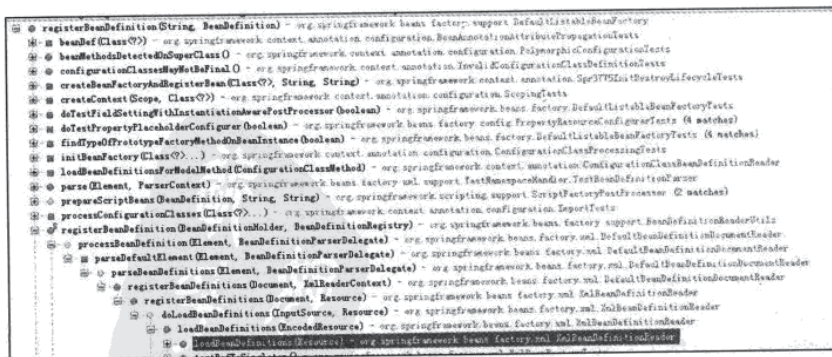 registerBeanDefinition(String, BeanDefinition) - org.springframework.beans.factory.support.DefaultListableBeanFactory
beanDef(Class<?>) - org.springframework.context.annotation.configuration.BeanAnnotationAttributePropagationTests
beanMethodsDetectedOnSuperClass() - org.springframework.context.annotation.configuration.PolymorphicConfigurationTests
configurationClassesMayNotBeFinal() - org.springframework.context.annotation.configuration.InvalidConfigurationClassDefinitionTests
createBeanFactoryAndRegisterBean(Class<?>, String, String) - org.springframework.context.annotation.Spr3775InitDestroyLifecycleTests
createContext(Scope, Class<?>) - org.springframework.context.annotation.configuration.ScopingTests
doTestFieldSettingWithInstantiationAwarePostProcessor(boolean) - org.springframework.beans.factory.DefaultListableBeanFactoryTests
doTestPropertyPlaceholderConfigurer(boolean) - org.springframework.beans.factory.config.PropertyResourceConfigurerTests (4 matches)
findTypeOfPrototypeFactoryMethodOnBeanInstance(boolean) - org.springframework.beans.factory.DefaultListableBeanFactoryTests (4 matches)
initBeanFactory(Class<?>...) - org.springframework.context.annotation.configuration.ConfigurationClassProcessingTests
loadBeanDefinitionsForModelMethod(ConfigurationClassMethod) - org.springframework.context.annotation.ConfigurationClassBeanDefinitionReader
parse(Element, ParserContext) - org.springframework.beans.factory.xml.support.TestNamespaceHandler.TestBeanDefinitionParser
prepareScriptBeans(BeanDefinition, String, String) - org.springframework.scripting.support.ScriptFactoryPostProcessor (2 matches)
processConfigurationClasses(Class<?>...) - org.springframework.context.annotation.configuration.ImportTests
registerBeanDefinition(BeanDefinitionHolder, BeanDefinitionRegistry) - org.springframework.beans.factory.support.BeanDefinitionReaderUtils
processBeanDefinition(Element, BeanDefinitionParserDelegate) - org.springframework.beans.factory.xml.DefaultBeanDefinitionDocumentReader
parseDefaultElement(Element, BeanDefinitionParserDelegate) - org.springframework.beans.factory.xml.DefaultBeanDefinitionDocumentReader
parseBeanDefinitions(Element, BeanDefinitionParserDelegate) - org.springframework.beans.factory.xml.DefaultBeanDefinitionDocumentReader
registerBeanDefinitions(Document, XmlReaderContext) - org.springframework.beans.factory.xml.DefaultBeanDefinitionDocumentReader
registerBeanDefinitions(Document, Resource) - org.springframework.beans.factory.xml.XmlBeanDefinitionReader
doLoadBeanDefinitions(InputSource, Resource) - org.springframework.beans.factory.xml.XmlBeanDefinitionReader
loadBeanDefinitions(EncodedResource) - org.springframework.beans.factory.xml.XmlBeanDefinitionReader
loadBeanDefinitions(Resource) - org.springframework.beans.factory.xml.XmlBeanDefinitionReader